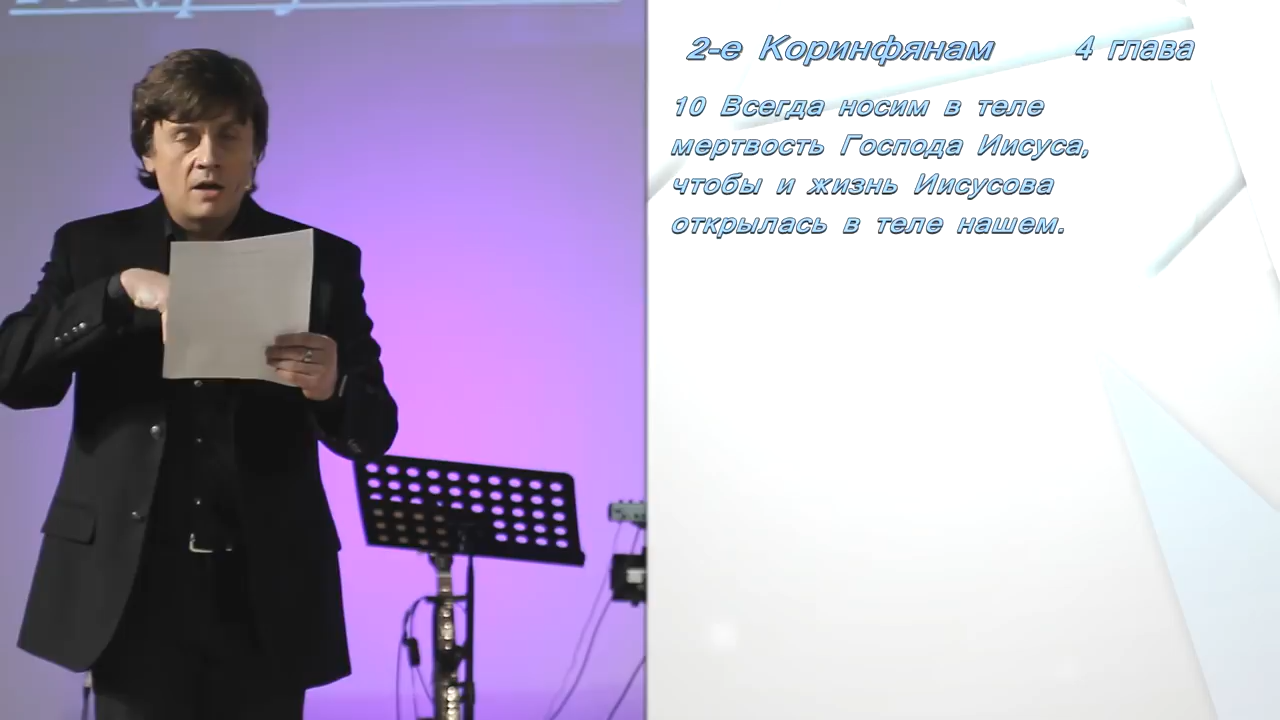 2-е Коринфянам 4 глава
10 Всегда носим в теле
мертвость Господа Иисуса,
чтобы и жизнь Иисусова
открылась в теле нашем.